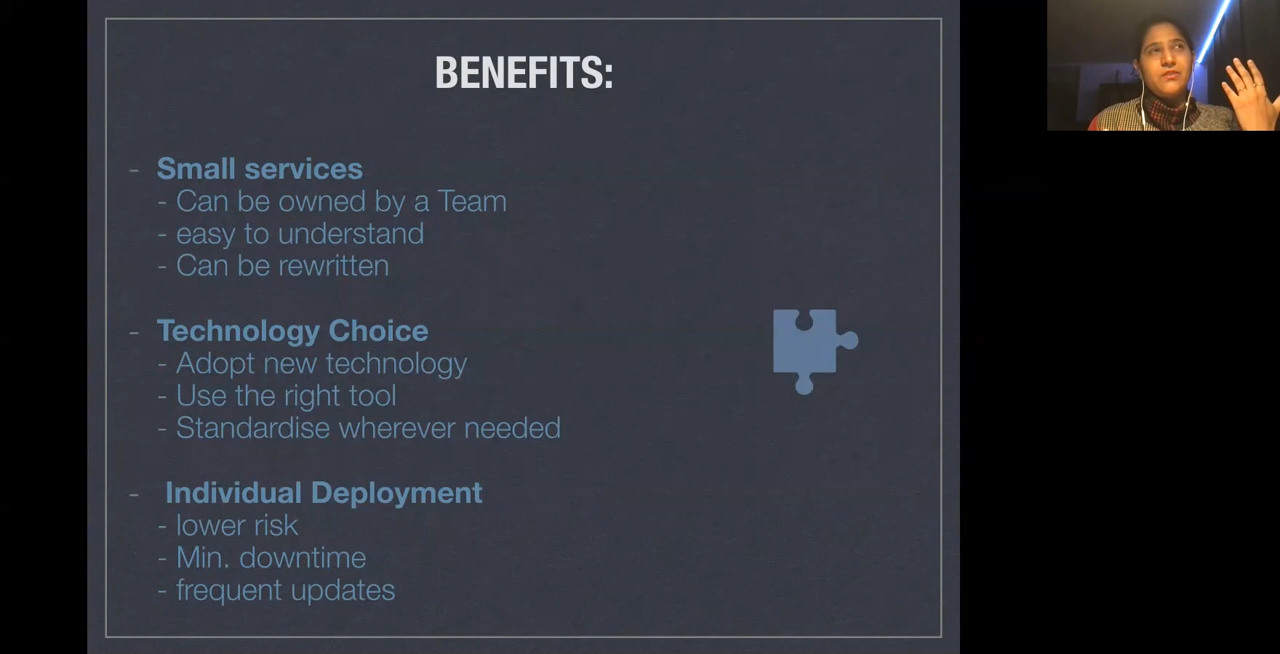 BENEFITS:
- Small services
- Can be owned by a Team
- easy to understand
- Can be rewritten
- Technology Choice
- Adopt new technology
- Use the right tool
- Standardise wherever needed
- Individual Deployment
- lower risk
- Min. downtime
- frequent updates